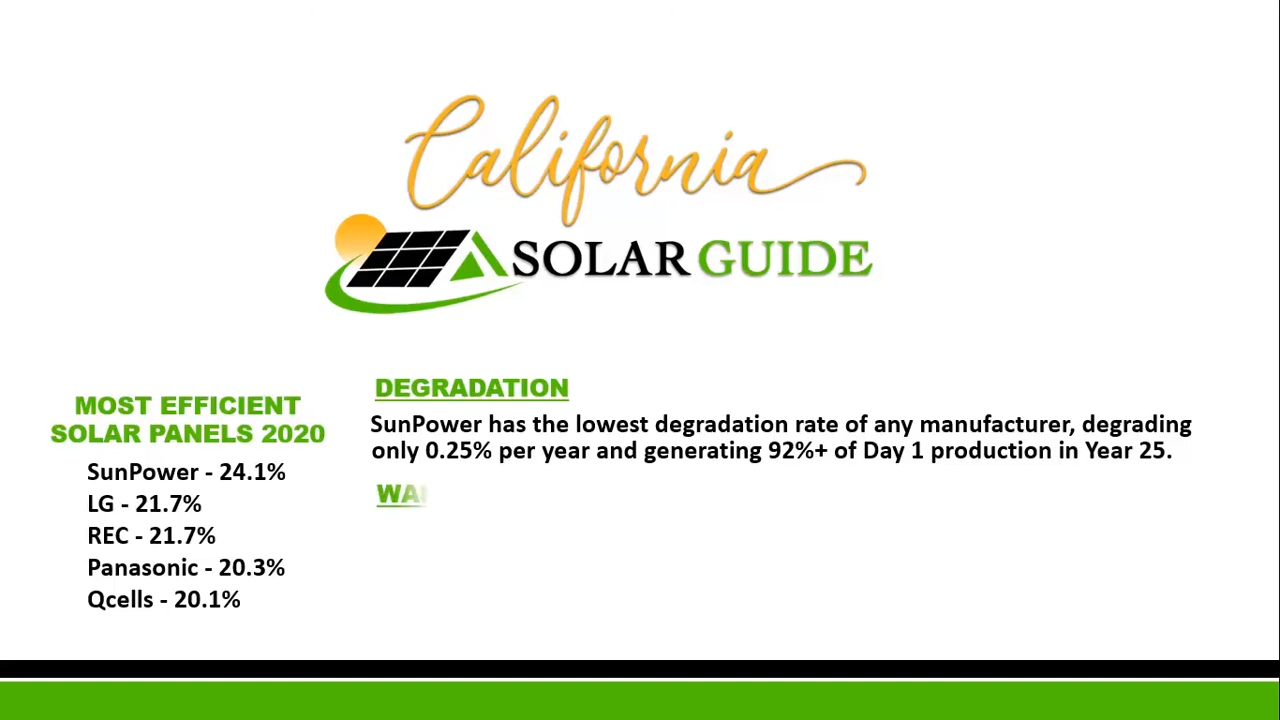 California
SOLAR GUIDE
MOST EFFICIENT
SOLAR PANELS 2020
SunPower - 24.1%
LG - 21.7%
REC - 21.7%
Panasonic - 20.3%
Qcells - 20.1%
DEGRADATION
SunPower has the lowest degradation rate of any manufacturer, degrading
only 0.25% per year and generating 92%+ of Day 1 production in Year 25.